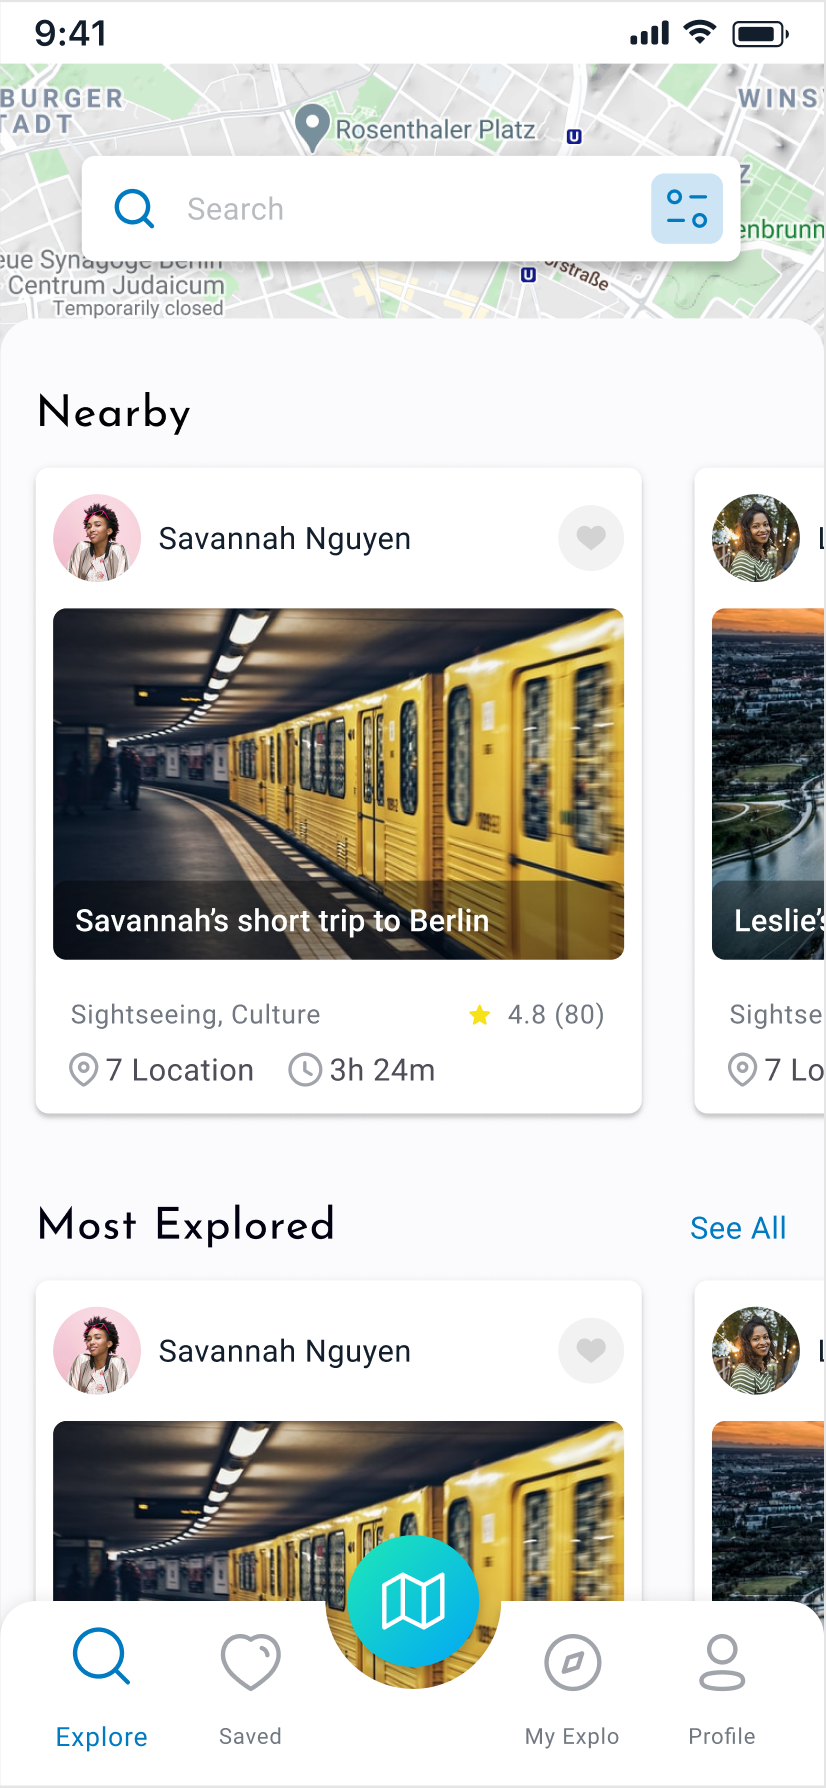 9:41
BURGER
TADT
WINS
Rosenthaler Platz
U
Z
Search
enbrunn
eue Synagoge Berlin
Centrum Judaicum
Temporarily closed
U
orstraße
Nearby
Savannah Nguyen
L
Savannah's short trip to Berlin
Leslie's
Sightseeing, Culture
4.8 (80)
Sightse
7 Location
3h 24m
7 Lo
Most Explored
See All
Savannah Nguyen
L
Explore
Saved
My Explo
Profile